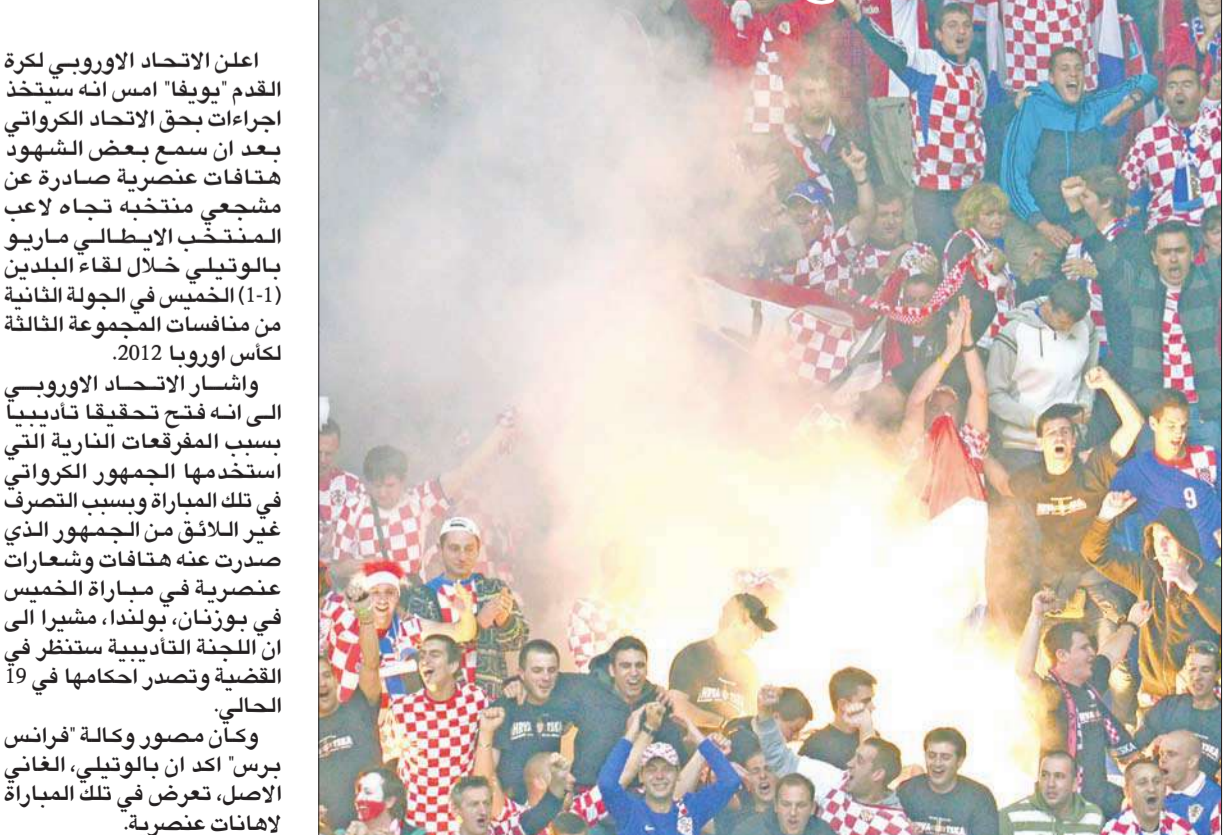 اعلن الاتحاد الاوروبي لكرة
القدم "يويفا" امس انه سيتخذ
اجراءات بحق الاتحاد الكرواتي
بعد ان سمع بعض الشهود
هتافات عنصرية صادرة عن
مشجعي منتخبه تجاه لاعب
المنتخب الايطالي ماريو
بالوتيلي خلال لقاء البلدين
(1-1) الخميس في الجولة الثانية
من منافسات المجموعة الثالثة
لكأس اوروبا 2012.
واشار الاتحاد الاوروبي
الى انه فتح تحقيقا تأديبيا
بسبب المفرقعات النارية التي
استخدمها الجمهور الكرواتي
في تلك المباراة وبسبب التصرف
غير اللائق من الجمهور الذي
صدرت عنه هتافات وشعارات
عنصرية في مباراة الخميس
في بوزنان، بولندا، مشيرا الى
ان اللجنة التأديبية ستنظر في
القضية وتصدر احكامها في 19
الحالي.
وكان مصور وكالة "فرانس
برس" اكد ان بالوتيلي، الغاني
الاصل، تعرض في تلك المباراة
لاهانات عنصرية.
9